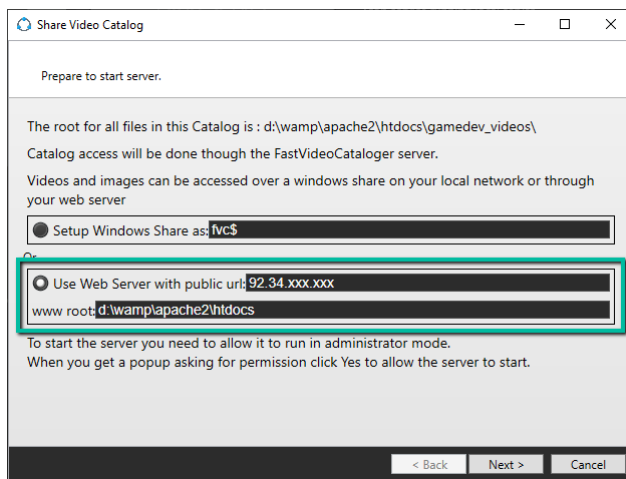 Share Video Catalog
Prepare to start server.
The root for all files in this Catalog is : d:\wamp\apache2\htdocs\gamedev_videos\
Catalog access will be done though the FastVideoCataloger server.
Videos and images can be accessed over a windows share on your local network or through
your web server
Setup Windows Share as: fvc$
Or
Use Web Server with public url: 92.34.xxx.xxx
www root: d:\wamp\apache2\htdocs
To start the server you need to allow it to run in administrator mode.
When you get a popup asking for permission click Yes to allow the server to start.
< Back Next > Cancel